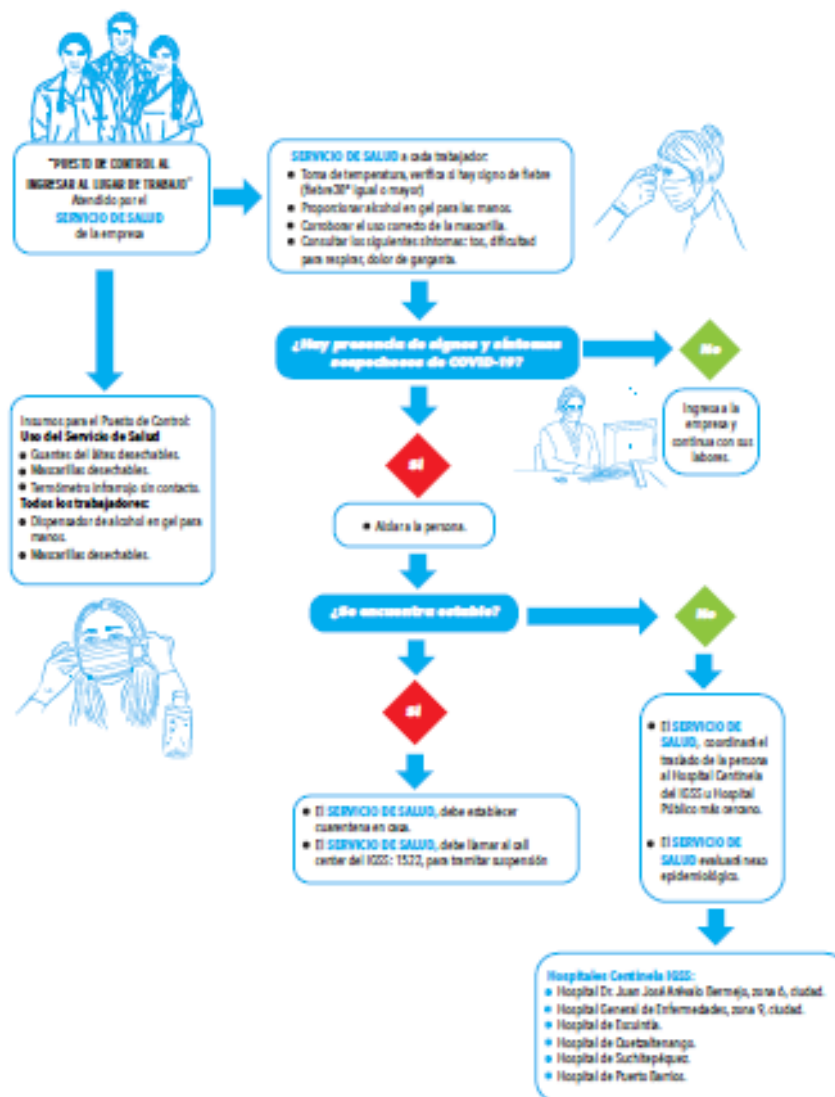 "PUESTO DE CONTROL AL
INGRESAR AL LUGAR DE TRABAJO"
Atendido por el
SERVICIO DE SALUD
de la empresa
SERVICIO DE SALUD a cada trabajador:
● Toma de temperatura, verifica si hay signo de fiebre
(fiebre 38° igual o mayor)
● Proporcionar alcohol en gel para las manos.
● Corroborar el uso correcto de la mascarilla.
● Consultar los siguientes síntomas: tos, dificultad
para respirar, dolor de garganta.
¿Hay presencia de signos y síntomas
sospechosos de COVID-19?
No
Ingresa a la
empresa y
continua con sus
labores.
Insumos para el Puesto de Control:
Uso del Servicio de Salud
● Guantes del látex desechables.
● Mascarillas desechables.
● Termómetro infrarrojo sin contacto.
Todos los trabajadores:
● Dispensador de alcohol en gel para
manos.
● Mascarillas desechables.
Si
● Aislar a la persona.
¿Se encuentra estable?
No
Si
● El SERVICIO DE SALUD, debe establecer
cuarentena en casa.
● El SERVICIO DE SALUD, debe llamar al call
center del IGSS: 1522, para tramitar suspensión
● El SERVICIO DE
SALUD, coordinará el
traslado de la persona
al Hospital Centinela
del IGSS u Hospital
Público más cercano.
● El SERVICIO DE
SALUD evaluará nexo
epidemiológico.
Hospitales Centinela IGSS:
● Hospital Dr. Juan José Arévalo Bermejo, zona 6, ciudad.
● Hospital General de Enfermedades, zona 9, ciudad.
● Hospital de Escuintla.
● Hospital de Quetzaltenango.
● Hospital de Suchitepéquez.
● Hospital de Puerto Barrios.